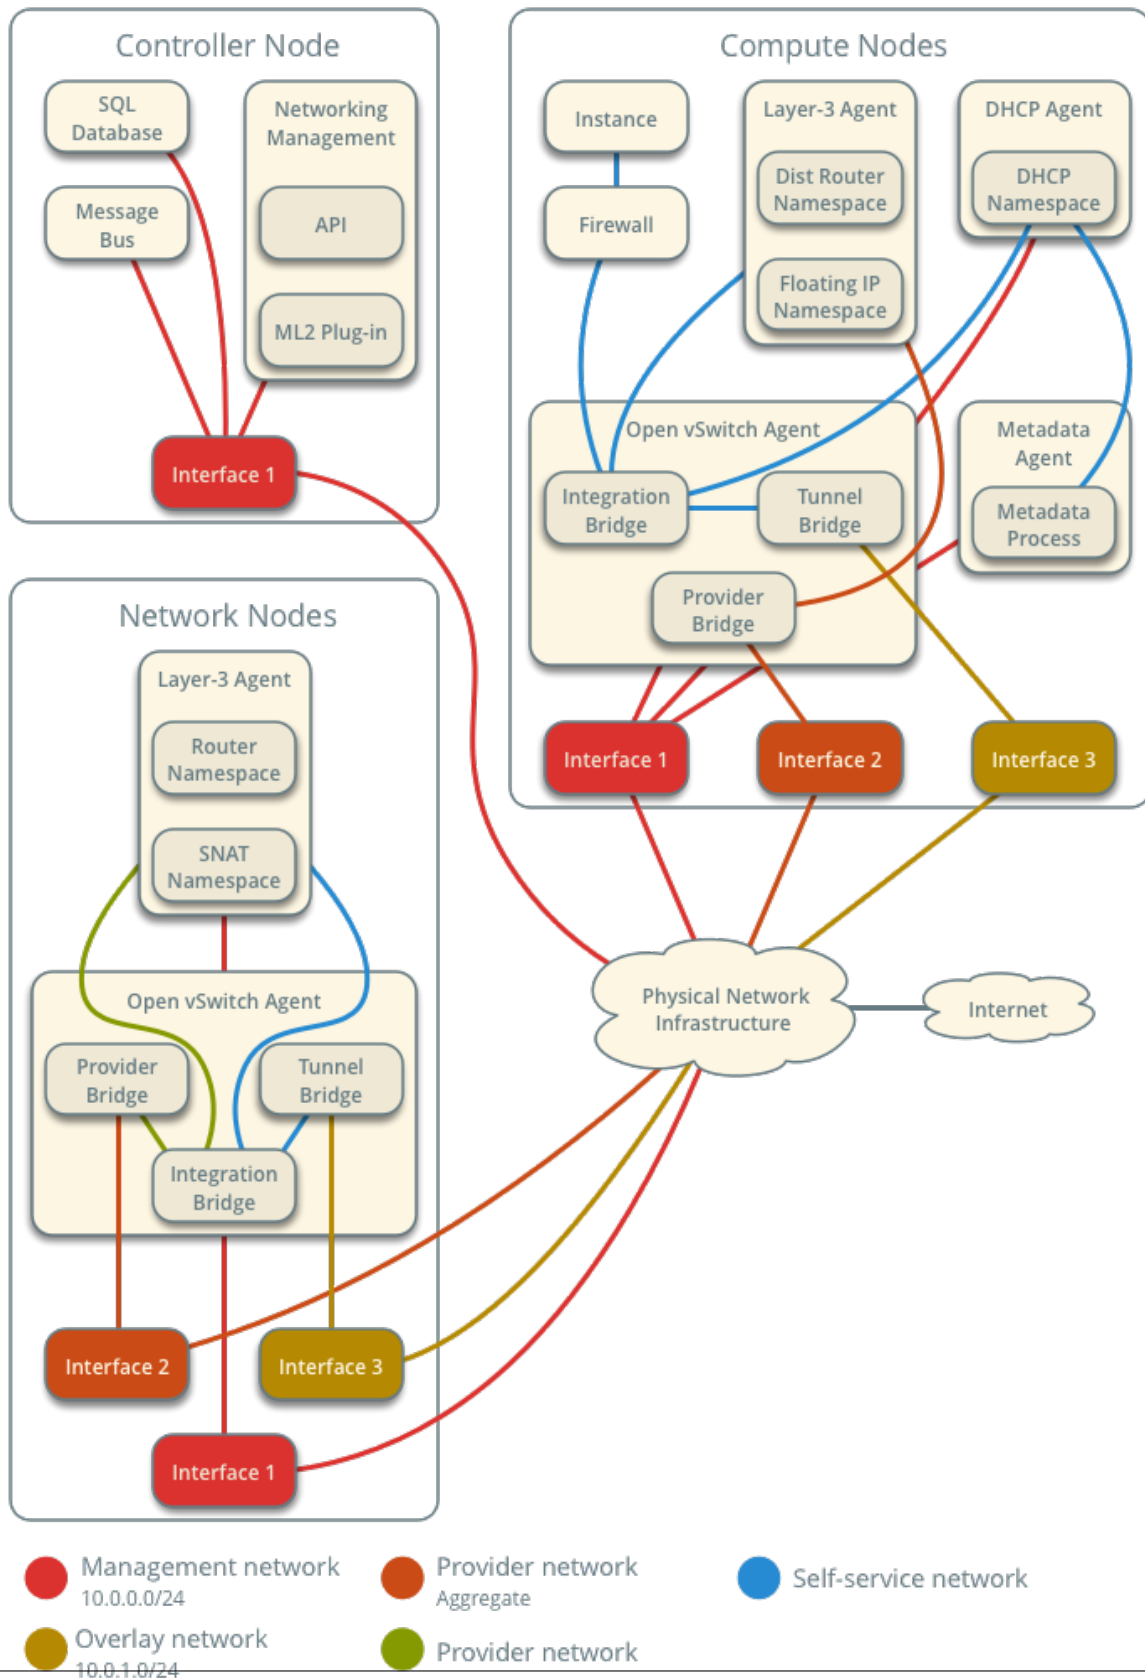 Controller Node
SQL
Database
Networking
Management
Message
Bus
API
ML2 Plug-in
Interface 1
Compute Nodes
Instance
Layer-3 Agent
DHCP Agent
Dist Router
Namespace
DHCP
Namespace
Firewall
Floating IP
Namespace
Open vSwitch Agent
Metadata
Agent
Integration
Bridge
Tunnel
Bridge
Metadata
Process
Provider
Bridge
Interface 1
Interface 2
Interface 3
Network Nodes
Layer-3 Agent
Router
Namespace
SNAT
Namespace
Open vSwitch Agent
Provider
Bridge
Tunnel
Bridge
Integration
Bridge
Interface 2
Interface 3
Interface 1
Physical Network
Infrastructure
Internet
Management network
10.0.0.0/24
Provider network
Aggregate
Self-service network
Overlay network
10.0.1.0/24
Provider network